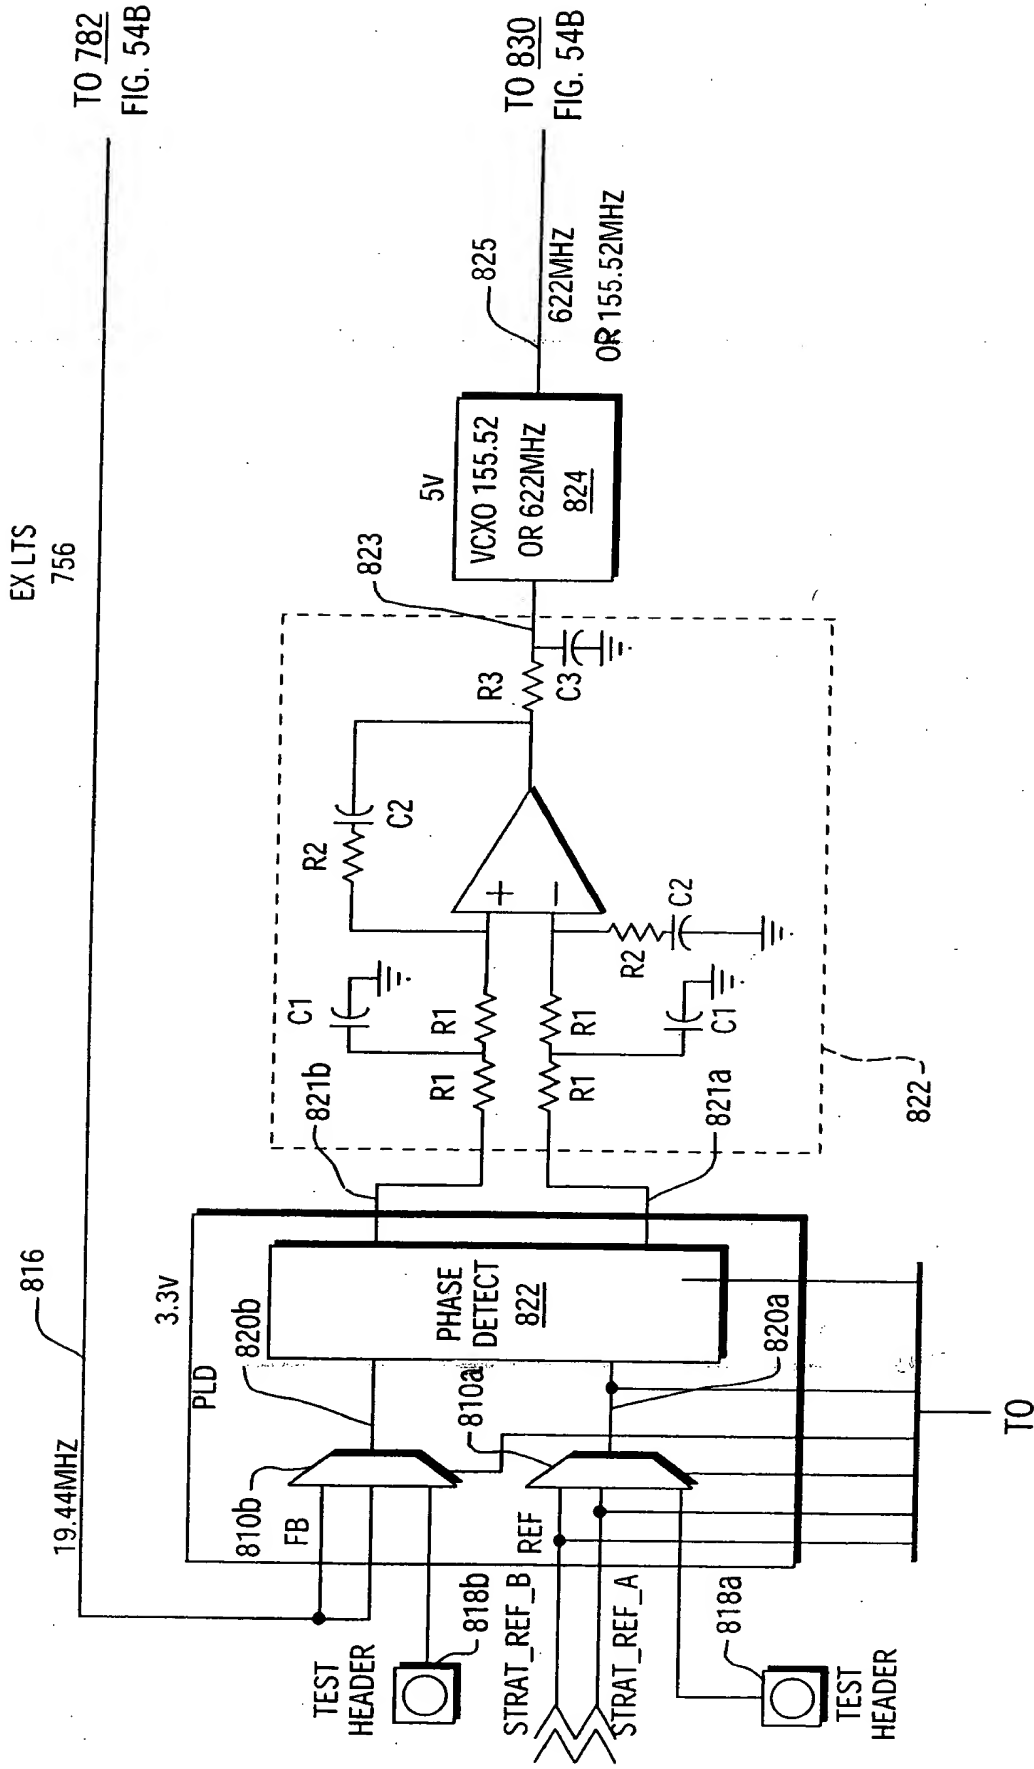 EX LTS
756
TO 782
FIG. 54B
816
19.44MHZ
3.3V
PLD
810b
FB
820b
PHASE
DETECT
822
821b
C1
R1
R1
R2
C2
+
−
R3
C3
823
5V
VCXO 155.52
OR 622MHZ
824
825
622MHZ
OR 155.52MHZ
TO 830
FIG. 54B
TEST
HEADER
818b
STRAT_REF_B
REF
STRAT_REF_A
810a
820a
821a
R1
R1
C1
R2
C2
822
818a
TEST
HEADER
TO